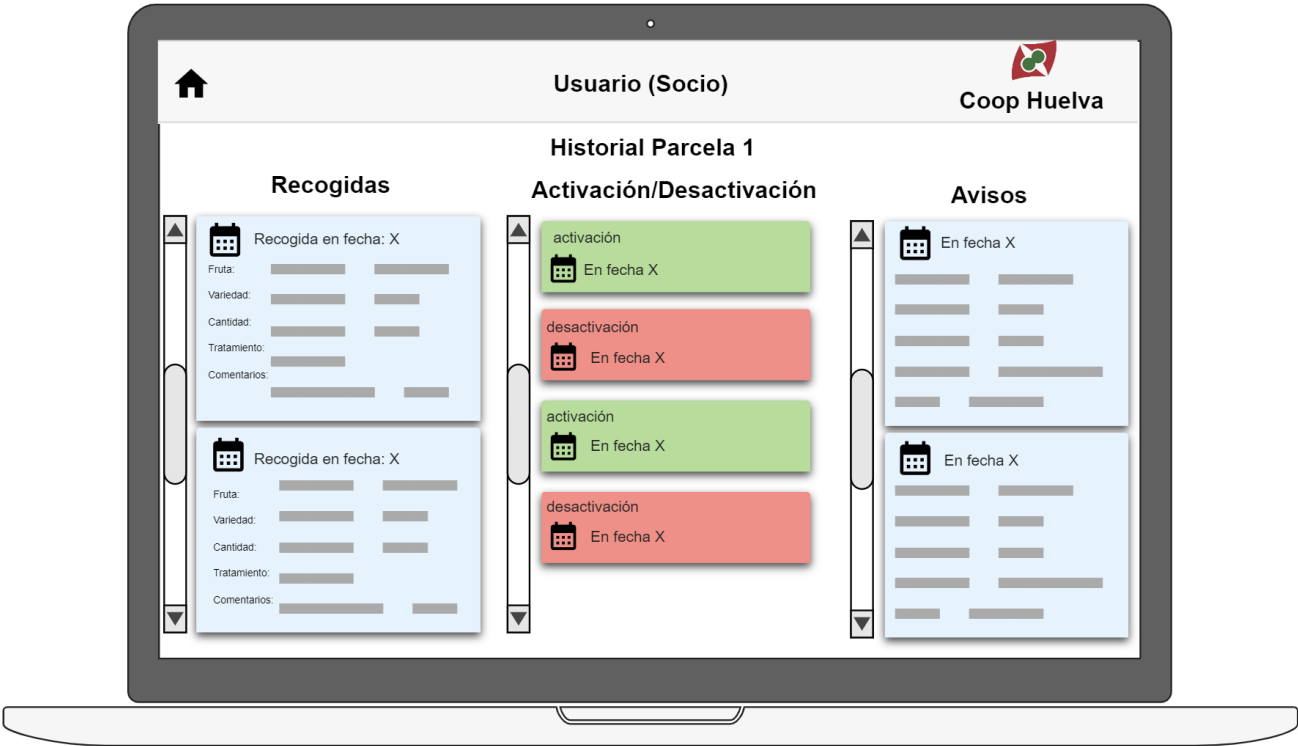 Usuario (Socio)
Coop Huelva
Historial Parcela 1
Recogidas
Recogida en fecha: X
Fruta:
Variedad:
Cantidad:
Tratamiento:
Comentarios:
Recogida en fecha: X
Fruta:
Variedad:
Cantidad:
Tratamiento:
Comentarios:
Activación/Desactivación
activación
En fecha X
desactivación
En fecha X
activación
En fecha X
desactivación
En fecha X
Avisos
En fecha X
En fecha X